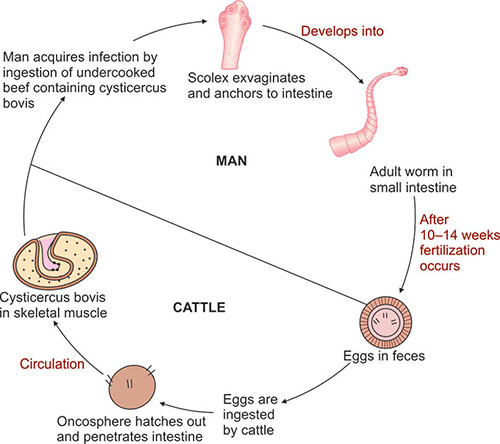 Man acquires infection by
ingestion of undercooked
beef containing cysticercus
bovis
Scolex exvaginates
and anchors to intestine
Develops into
MAN
Adult worm in
small intestine
After
10–14 weeks
fertilization
occurs
Eggs in feces
CATTLE
Eggs are
ingested
by cattle
Oncosphere hatches out
and penetrates intestine
Circulation
Cysticercus bovis
in skeletal muscle